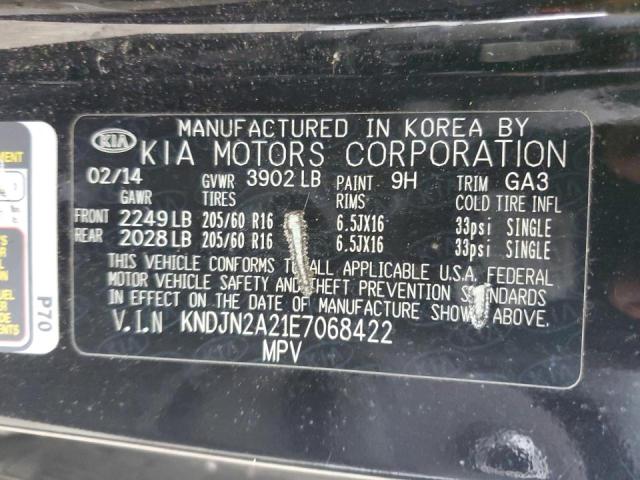 MANUFACTURED IN KOREA BY
KIA KIA MOTORS CORPORATION
02/14 GVWR 3902 LB PAINT 9H TRIM GA3
GAWR TIRES RIMS COLD TIRE INFL
FRONT 2249 LB 205/60 R16 6.5JX16 33psi SINGLE
REAR 2028 LB 205/60 R16 6.5JX16 33psi SINGLE
THIS VEHICLE CONFORMS TO ALL APPLICABLE U.S.A. FEDERAL
MOTOR VEHICLE SAFETY AND THEFT PREVENTION STANDARDS
IN EFFECT ON THE DATE OF MANUFACTURE SHOWN ABOVE.
V.I.N KNDJN2A21E7068422
MPV
P70